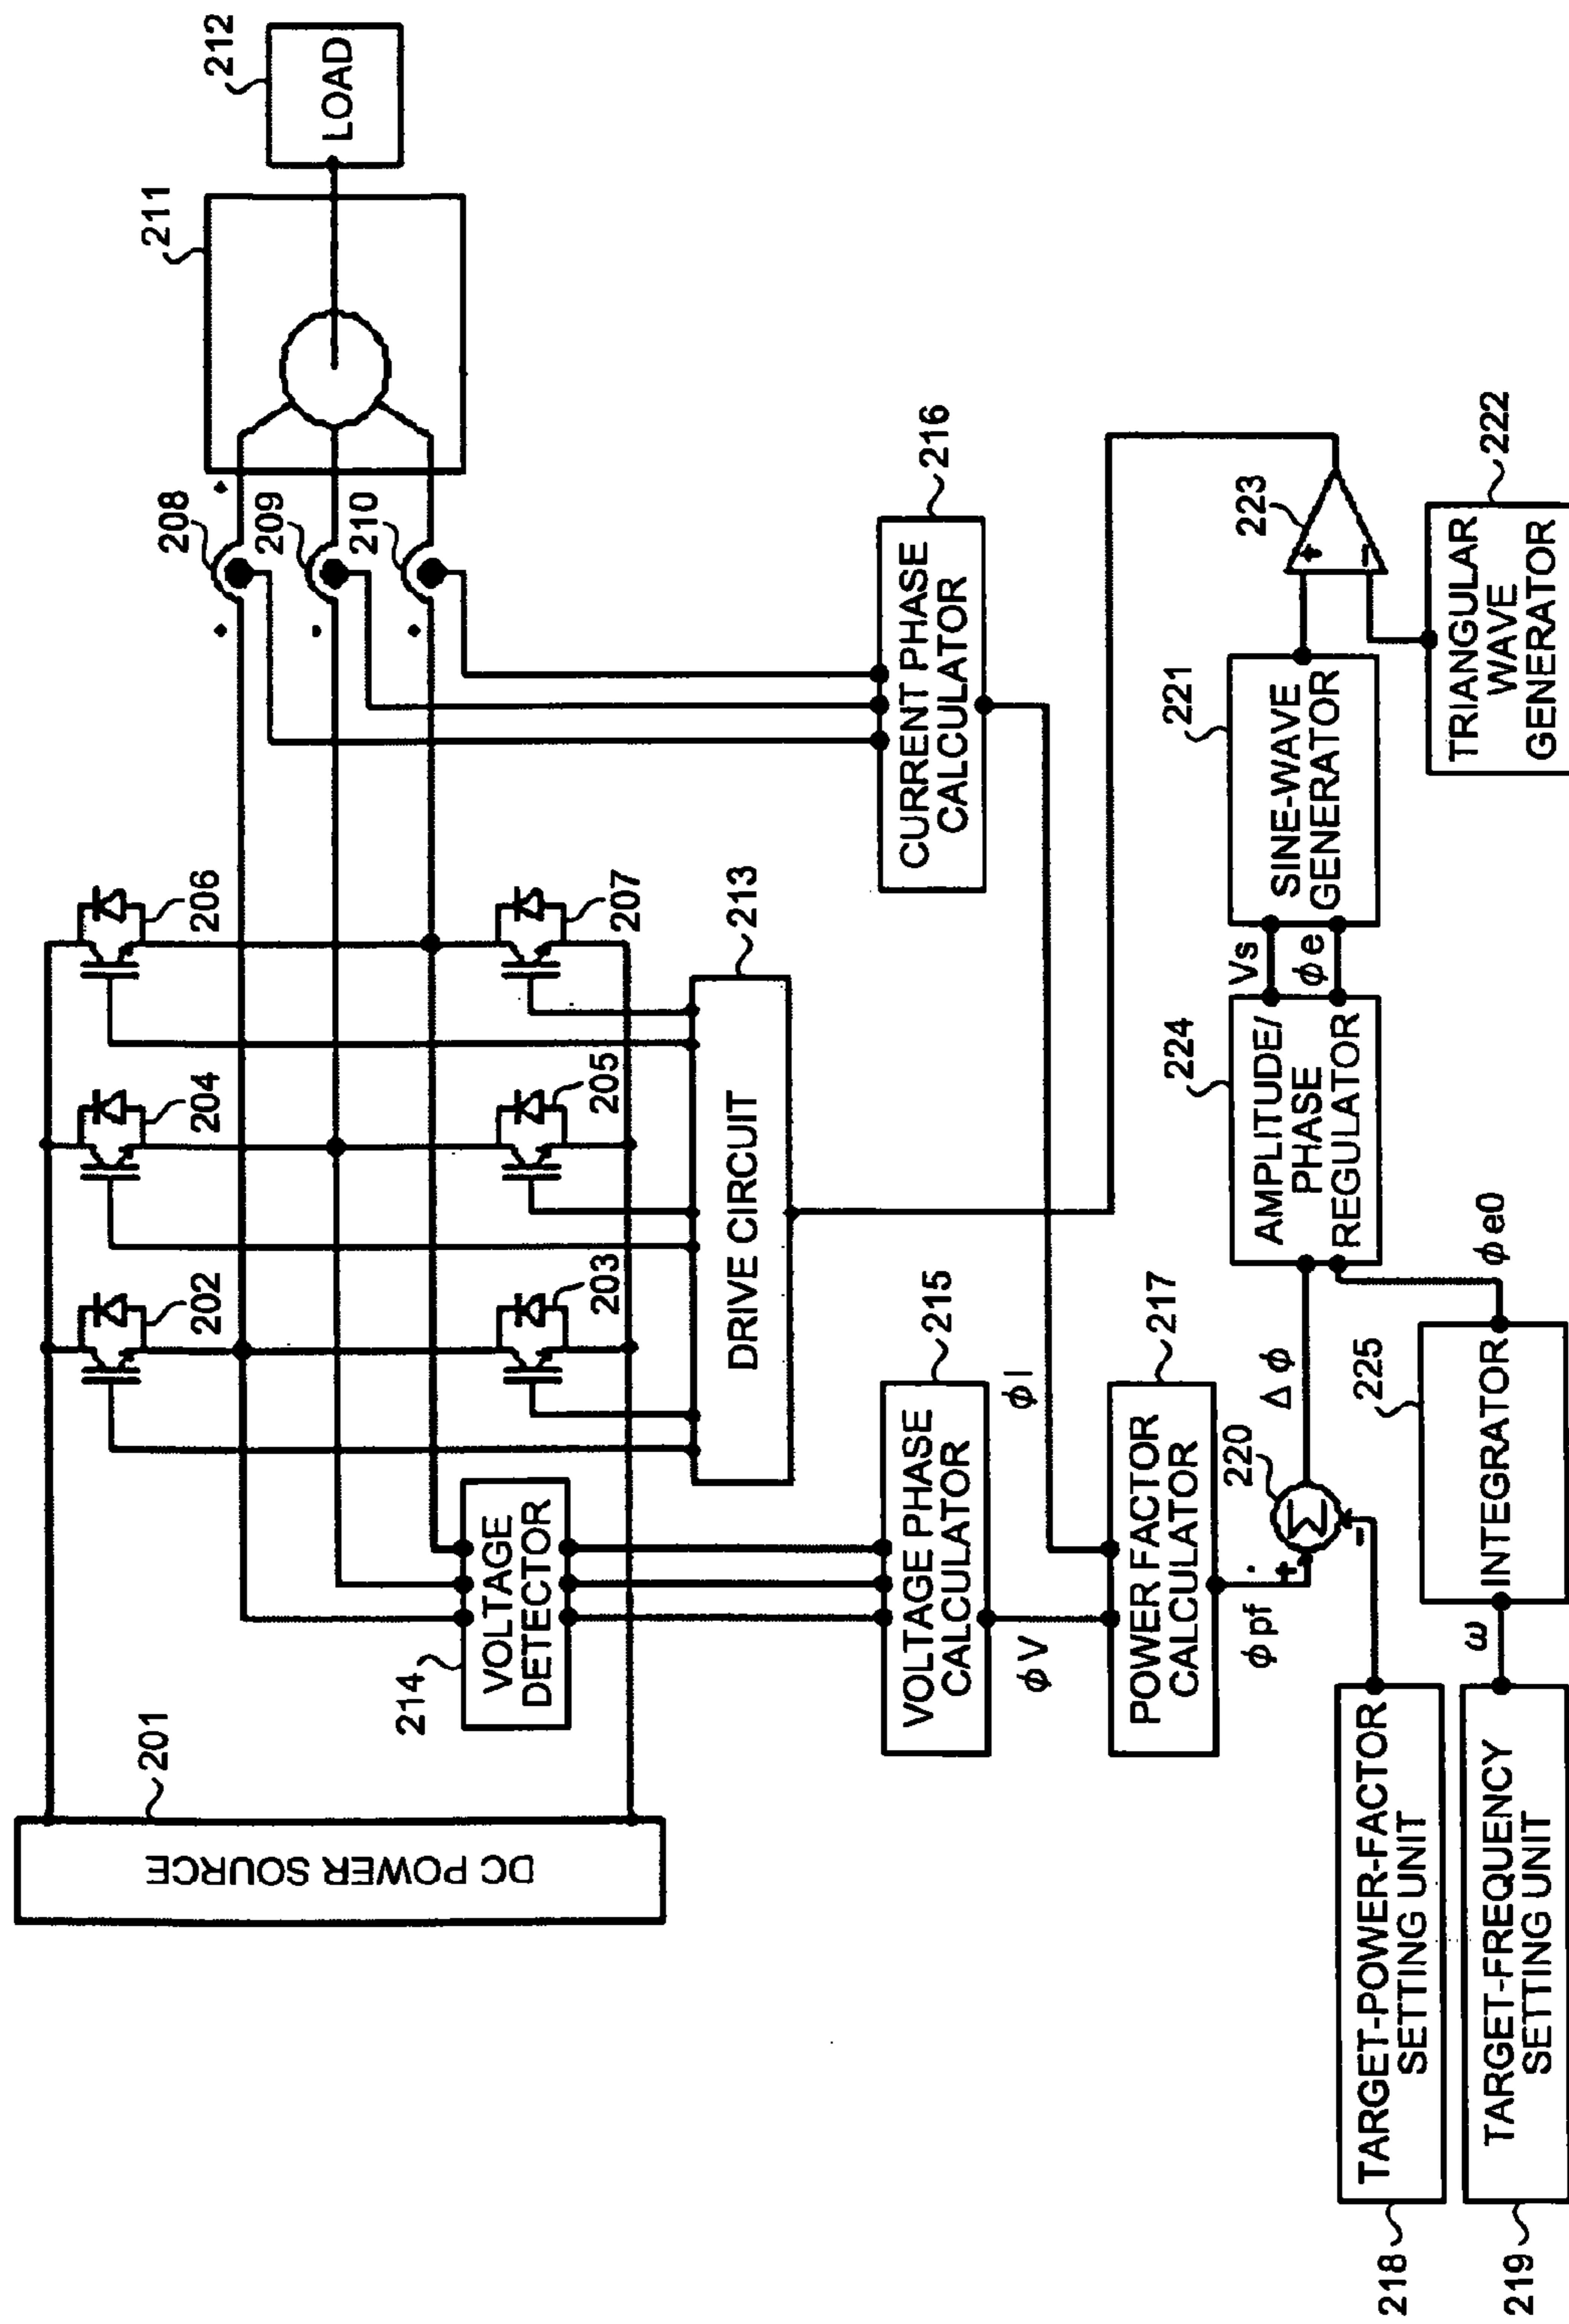 DC POWER SOURCE
201
202
203
204
205
206
207
208
209
210
211
212
LOAD
213
DRIVE CIRCUIT
214
VOLTAGE
DETECTOR
215
VOLTAGE PHASE
CALCULATOR
216
CURRENT PHASE
CALCULATOR
ϕV
ϕI
217
POWER FACTOR
CALCULATOR
ϕpf
+
−
220
Σ
Δϕ
218
TARGET-POWER-FACTOR
SETTING UNIT
219
TARGET-FREQUENCY
SETTING UNIT
ω
225
INTEGRATOR
ϕe0
224
AMPLITUDE/
PHASE
REGULATOR
Vs
ϕe
221
SINE-WAVE
GENERATOR
223
+
−
222
TRIANGULAR
WAVE
GENERATOR